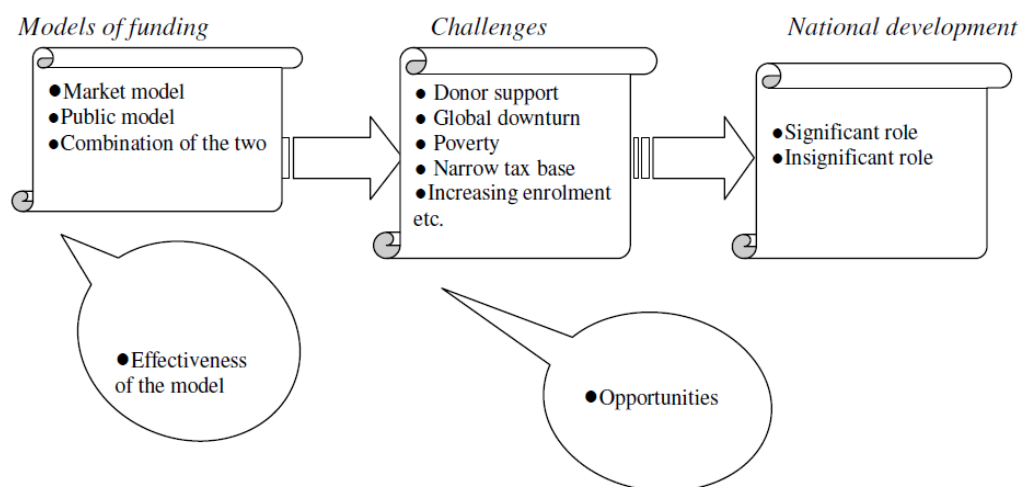 Models of funding
●Market model
●Public model
●Combination of the two
Challenges
● Donor support
● Global downturn
● Poverty
● Narrow tax base
●Increasing enrolment
etc.
National development
●Significant role
●Insignificant role
●Effectiveness
of the model
●Opportunities